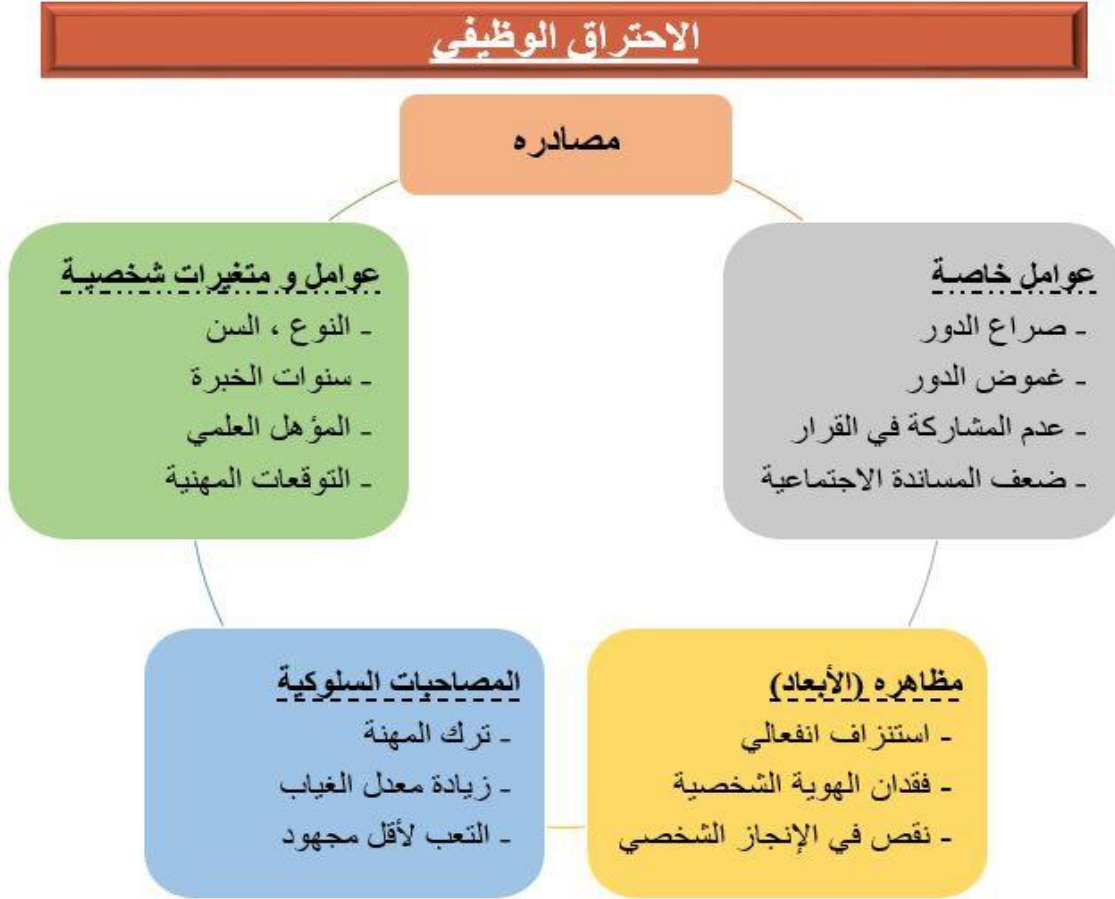 الاحتراق الوظيفي
مصادره
عوامل خاصة
- صراع الدور
- غموض الدور
- عدم المشاركة في القرار
- ضعف المساندة الاجتماعية
عوامل و متغيرات شخصية
- النوع ، السن
- سنوات الخبرة
- المؤهل العلمي
- التوقعات المهنية
مظاهره (الأبعاد)
- استنزاف انفعالي
- فقدان الهوية الشخصية
- نقص في الإنجاز الشخصي
المصاحبات السلوكية
- ترك المهنة
- زيادة معدل الغياب
- التعب لأقل مجهود